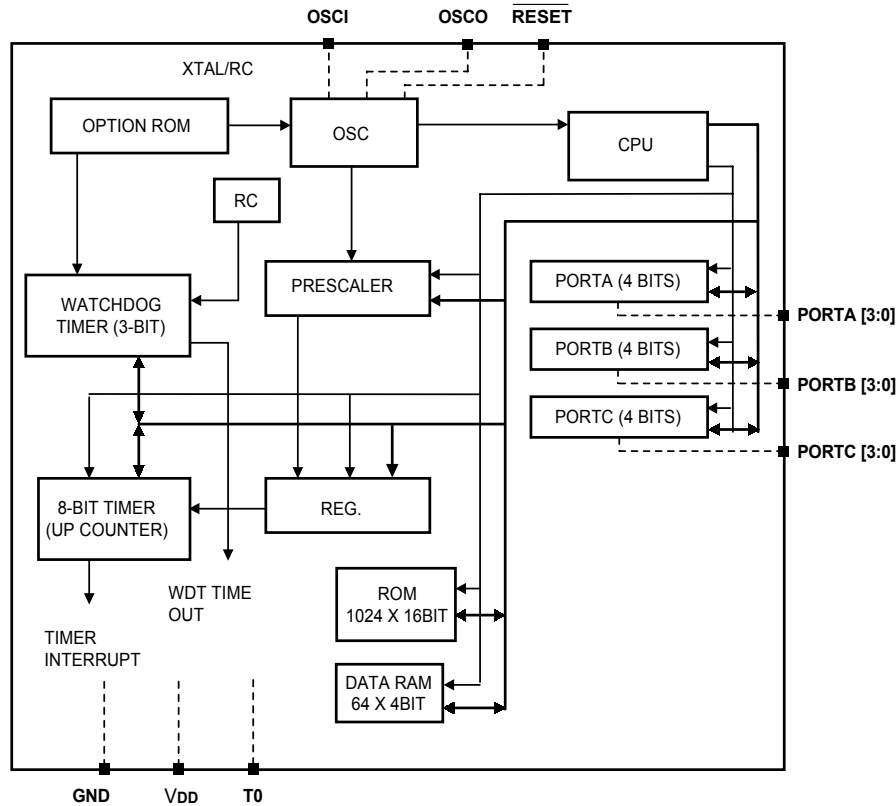 OSCI OSCO RESET
XTAL/RC
OPTION ROM
OSC
CPU
RC
WATCHDOG
TIMER (3-BIT)
PRESCALER
PORTA (4 BITS)
PORTA [3:0]
PORTB (4 BITS)
PORTB [3:0]
PORTC (4 BITS)
PORTC [3:0]
8-BIT TIMER
(UP COUNTER)
REG.
WDT TIME
OUT
TIMER
INTERRUPT
ROM
1024 X 16BIT
DATA RAM
64 X 4BIT
GND VDD T0